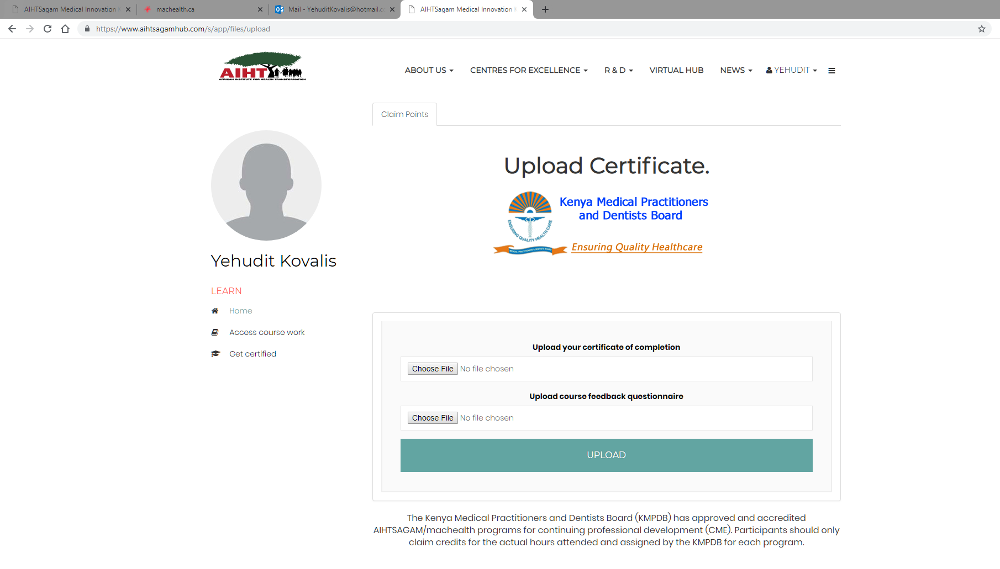 AIHTSagam Medical Innovation
machealth.ca
Mail - YehuditKovalis@hotmail.c
AIHTSagam Medical Innovation
https://www.aihtsagamhub.com/s/app/files/upload
AIHT
AFRICAN INSTITUTE FOR HEALTH TRANSFORMATION
ABOUT US
CENTRES FOR EXCELLENCE
R & D
VIRTUAL HUB
NEWS
YEHUDIT
Claim Points
Upload Certificate.
Kenya Medical Practitioners
and Dentists Board
ENSURING QUALITY HEALTH CARE
MEDICAL PRACTITIONERS & DENTISTS BOARD
Ensuring Quality Healthcare
Yehudit Kovalis
LEARN
Home
Access course work
Get certified
Upload your certificate of completion
Choose File No file chosen
Upload course feedback questionnaire
Choose File No file chosen
UPLOAD
The Kenya Medical Practitioners and Dentists Board (KMPDB) has approved and accredited
AIHTSAGAM/machealth programs for continuing professional development (CME). Participants should only
claim credits for the actual hours attended and assigned by the KMPDB for each program.